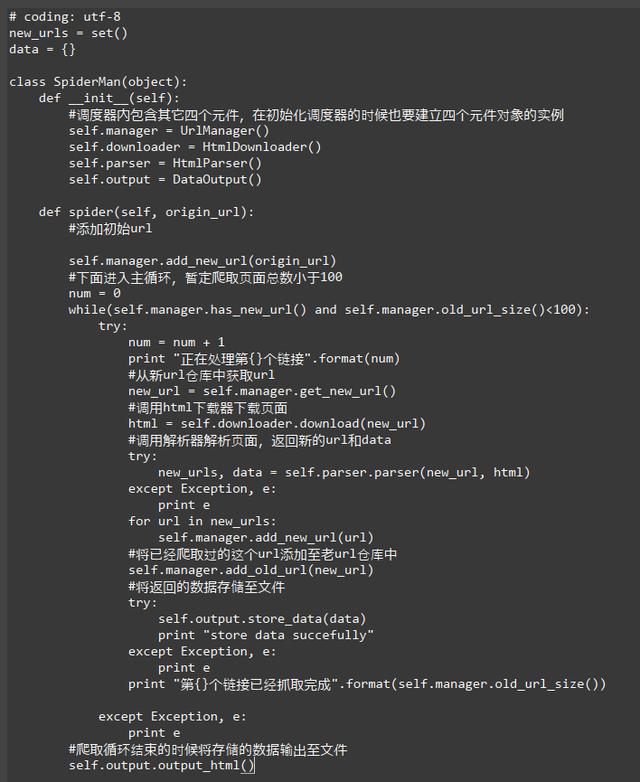 # coding: utf-8
new_urls = set()
data = {}
class SpiderMan(object):
def __init__(self):
#调度器内包含其它四个元件，在初始化调度器的时候也要建立四个元件对象的实例
self.manager = UrlManager()
self.downloader = HtmlDownloader()
self.parser = HtmlParser()
self.output = DataOutput()
def spider(self, origin_url):
#添加初始url
self.manager.add_new_url(origin_url)
#下面进入主循环，暂定爬取页面总数小于100
num = 0
while(self.manager.has_new_url() and self.manager.old_url_size()<100):
try:
num = num + 1
print "正在处理第{}个链接".format(num)
#从新url仓库中获取url
new_url = self.manager.get_new_url()
#调用html下载器下载页面
html = self.downloader.download(new_url)
#调用解析器解析页面，返回新的url和data
try:
new_urls, data = self.parser.parser(new_url, html)
except Exception, e:
print e
for url in new_urls:
self.manager.add_new_url(url)
#将已经爬取过的这个url添加至老url仓库中
self.manager.add_old_url(new_url)
#将返回的数据存储至文件
try:
self.output.store_data(data)
print "store data succefully"
except Exception, e:
print e
print "第{}个链接已经抓取完成".format(self.manager.old_url_size())
except Exception, e:
print e
#爬取循环结束的时候将存储的数据输出至文件
self.output.output_html()